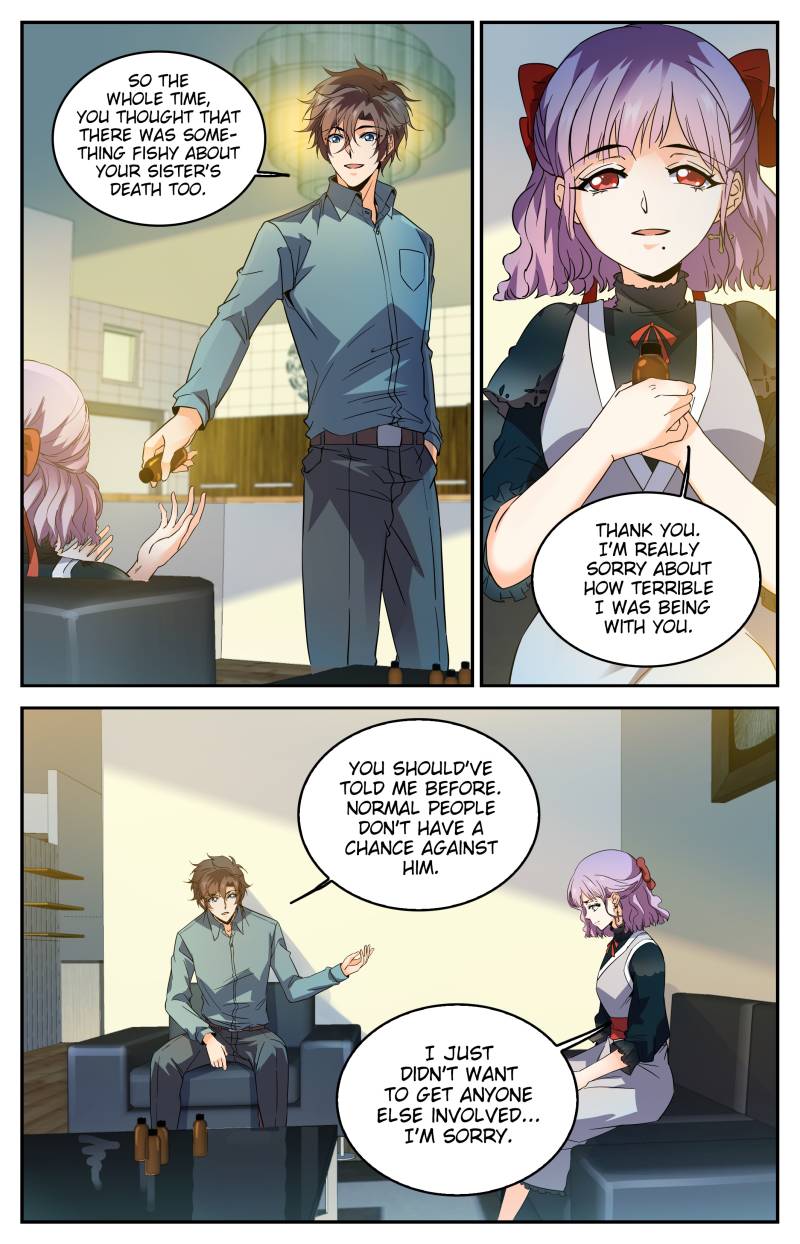 SO THE
WHOLE TIME,
YOU THOUGHT THAT
THERE WAS SOME-
THING FISHY ABOUT
YOUR SISTER'S
DEATH TOO.
THANK YOU.
I'M REALLY
SORRY ABOUT
HOW TERRIBLE
I WAS BEING
WITH YOU.
YOU SHOULD'VE
TOLD ME BEFORE.
NORMAL PEOPLE
DON'T HAVE A
CHANCE AGAINST
HIM.
I JUST
DIDN'T WANT
TO GET ANYONE
ELSE INVOLVED...
I'M SORRY.